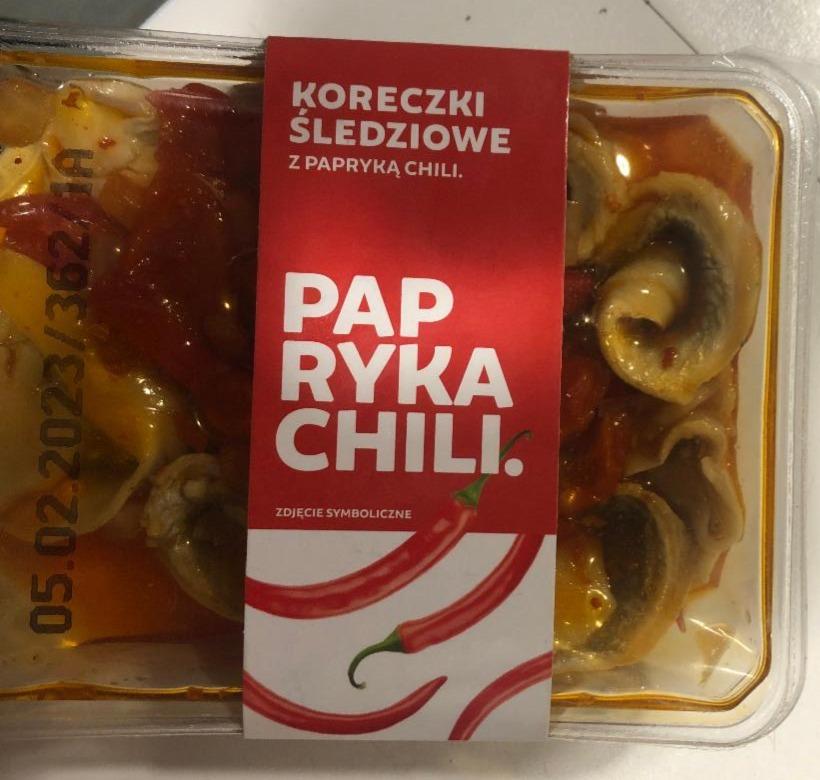 KORECZKI
ŚLEDZIOWE
Z PAPRYKĄ CHILI.
PAP
RYKA
CHILI.
ZDJĘCIE SYMBOLICZNE
05.02.2023/362/1A